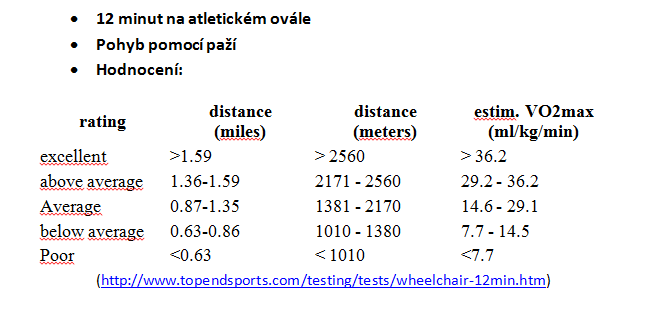 12 minut na atletickém ovále
Pohyb pomocí paží
Hodnocení:
rating distance (miles) distance (meters) estim. VO2max (ml/kg/min)
excellent >1.59 > 2560 > 36.2
above average 1.36-1.59 2171 - 2560 29.2 - 36.2
Average 0.87-1.35 1381 - 2170 14.6 - 29.1
below average 0.63-0.86 1010 - 1380 7.7 - 14.5
Poor <0.63 < 1010 <7.7
(http://www.topendsports.com/testing/tests/wheelchair-12min.htm)